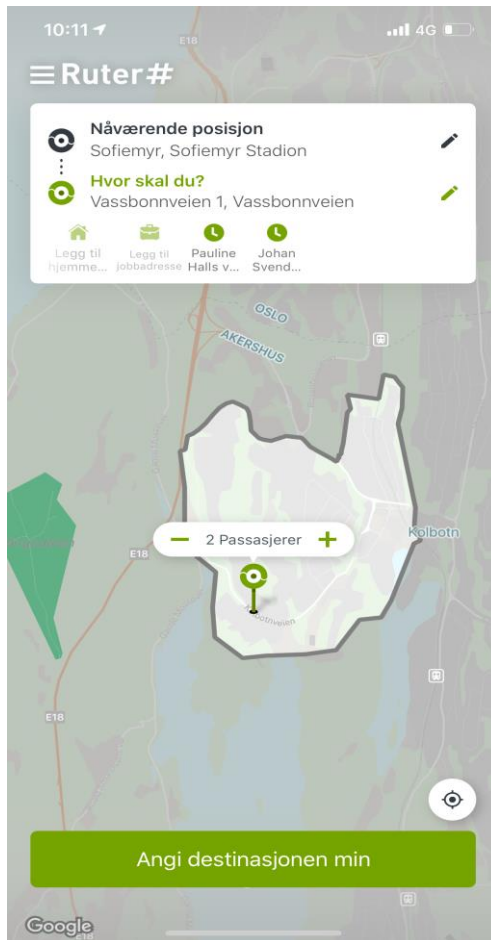 10:11
4G
E18
Ruter#
Nåværende posisjon
Sofiemyr, Sofiemyr Stadion
Hvor skal du?
Vassbonnveien 1, Vassbonnveien
Legg til
hjemme...
Legg til
jobbadresse
Pauline
Halls v...
Johan
Svend...
OSLO
AKERSHUS
2 Passasjerer
Kolbotn
E18
E18
Angi destinasjonen min
Google
E18